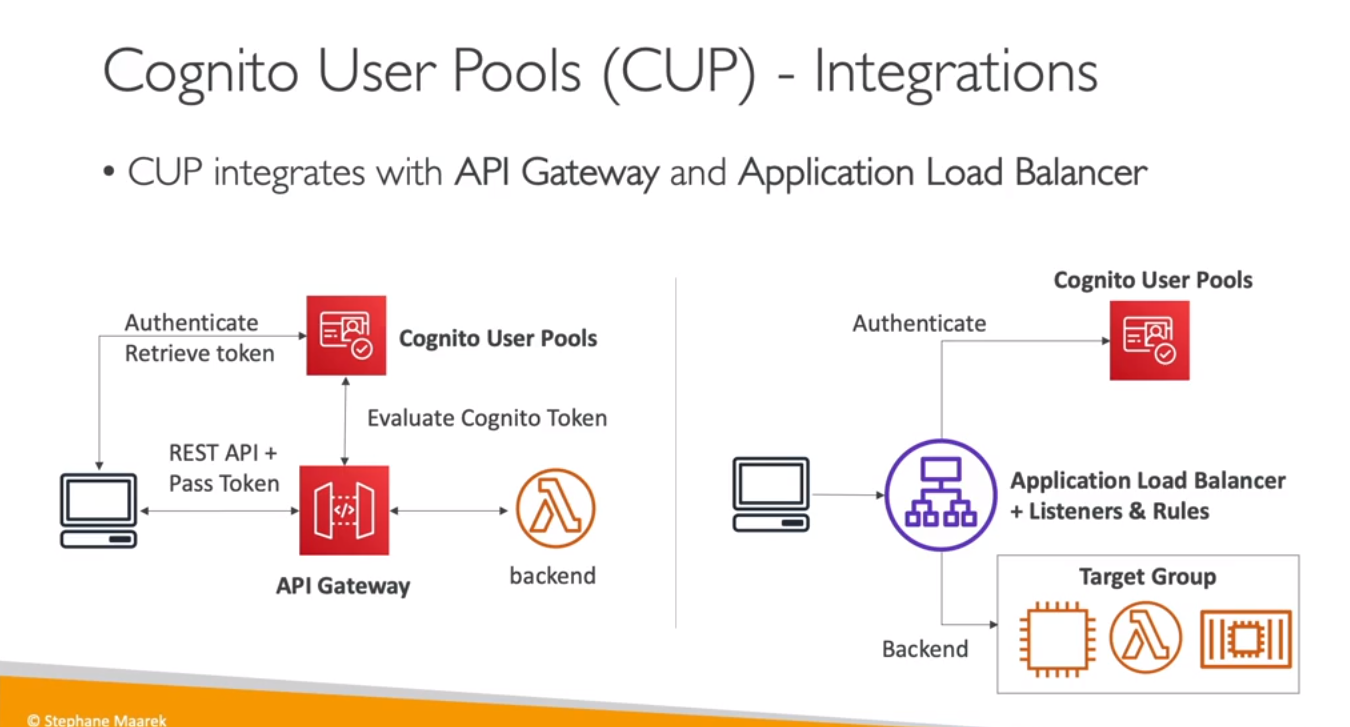 Cognito User Pools (CUP) - Integrations
• CUP integrates with API Gateway and Application Load Balancer
Authenticate
Retrieve token
Cognito User Pools
Evaluate Cognito Token
REST API +
Pass Token
</>
API Gateway
backend
Cognito User Pools
Authenticate
Application Load Balancer
+ Listeners & Rules
Target Group
Backend
© Stephane Maarek